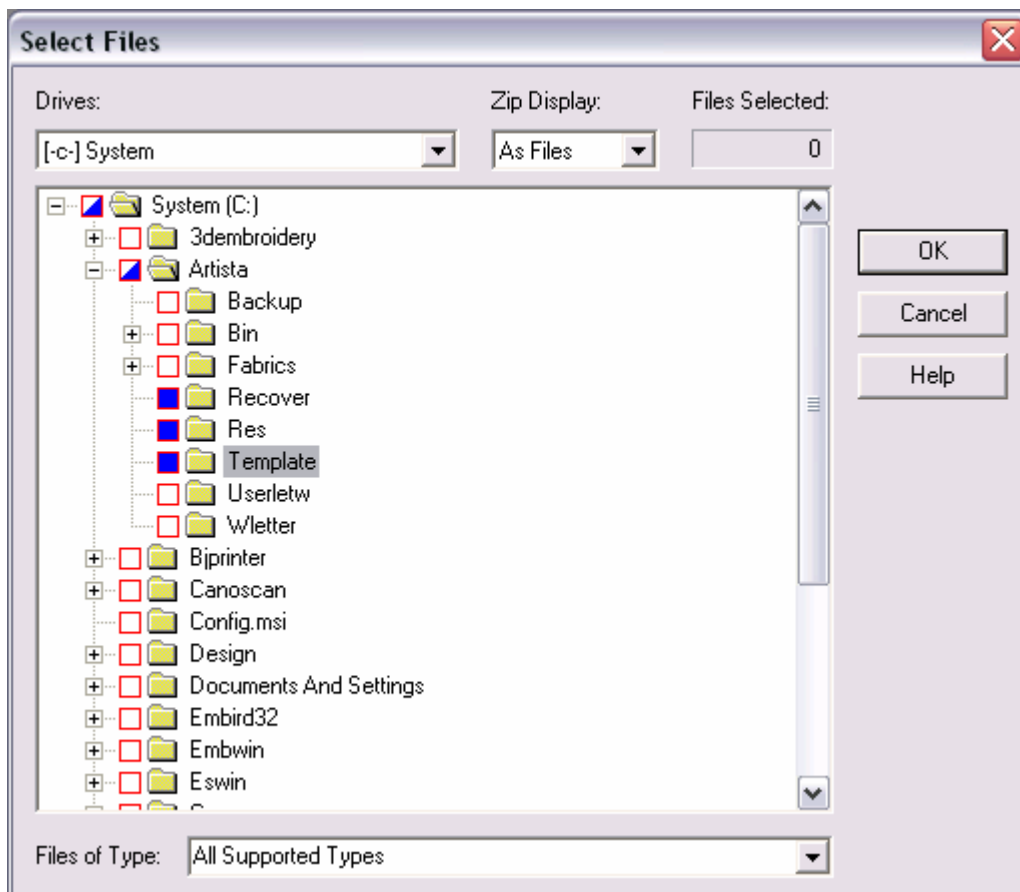 Select Files
Drives: Zip Display: Files Selected:
[-c-] System As Files 0
System (C:)
3dembroidery
Artista
Backup
Bin
Fabrics
Recover
Res
Template
Userletw
Wletter
Bjprinter
Canoscan
Config.msi
Design
Documents And Settings
Embird32
Embwin
Eswin
OK
Cancel
Help
Files of Type: All Supported Types